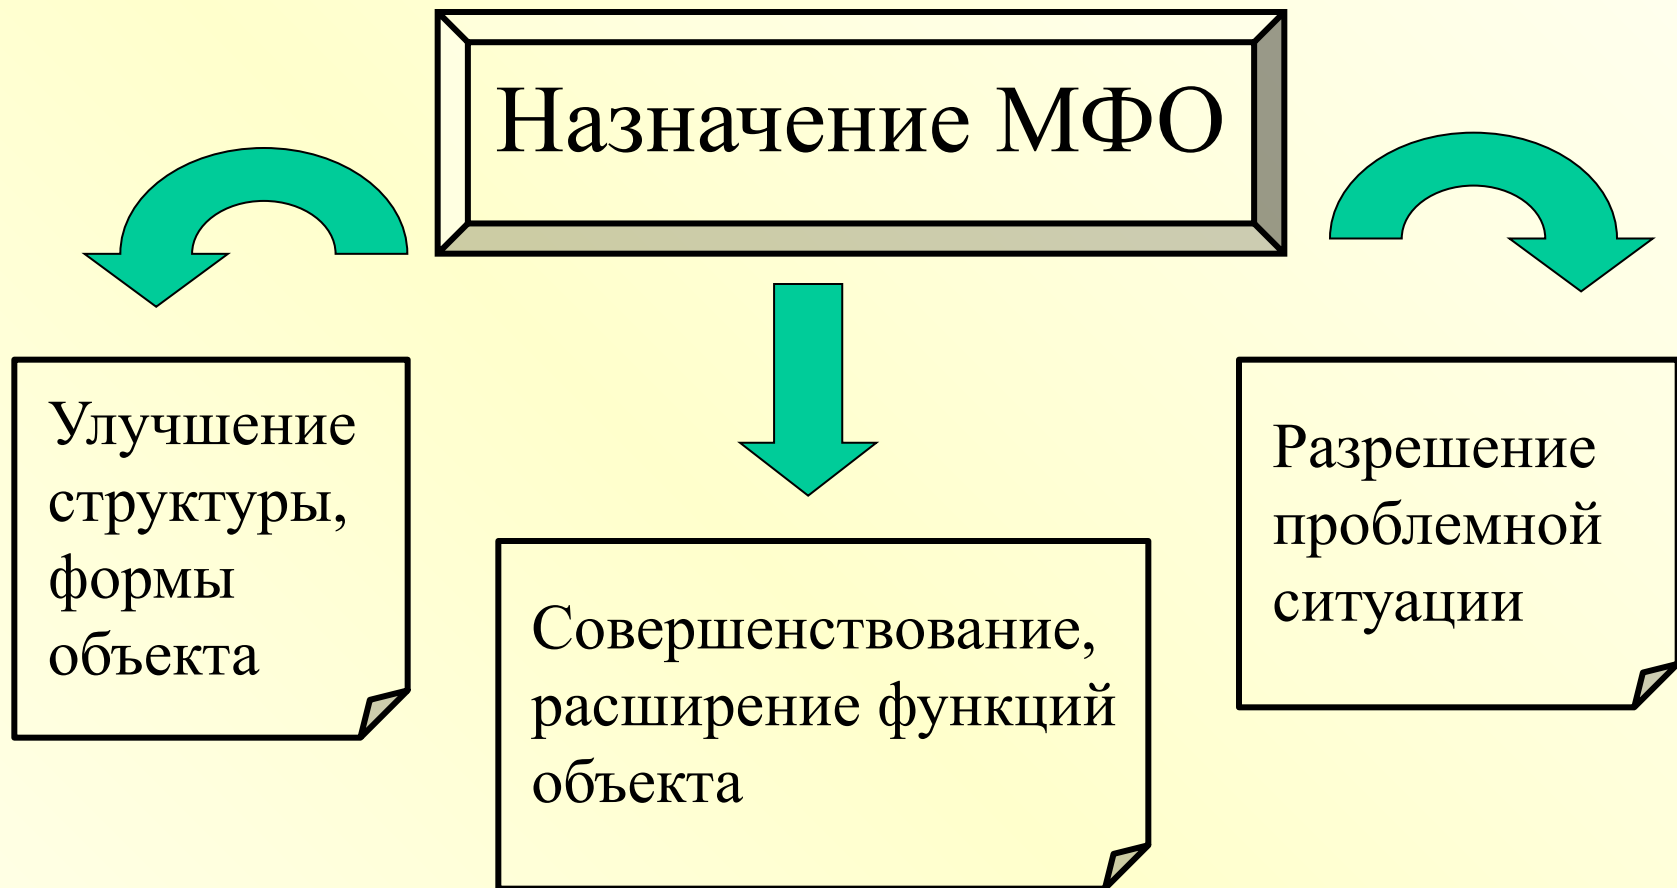 Назначение МФО
Улучшение
структуры,
формы
объекта
Совершенствование,
расширение функций
объекта
Разрешение
проблемной
ситуации